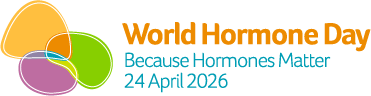 World Hormone Day
Because Hormones Matter
24 April 2026